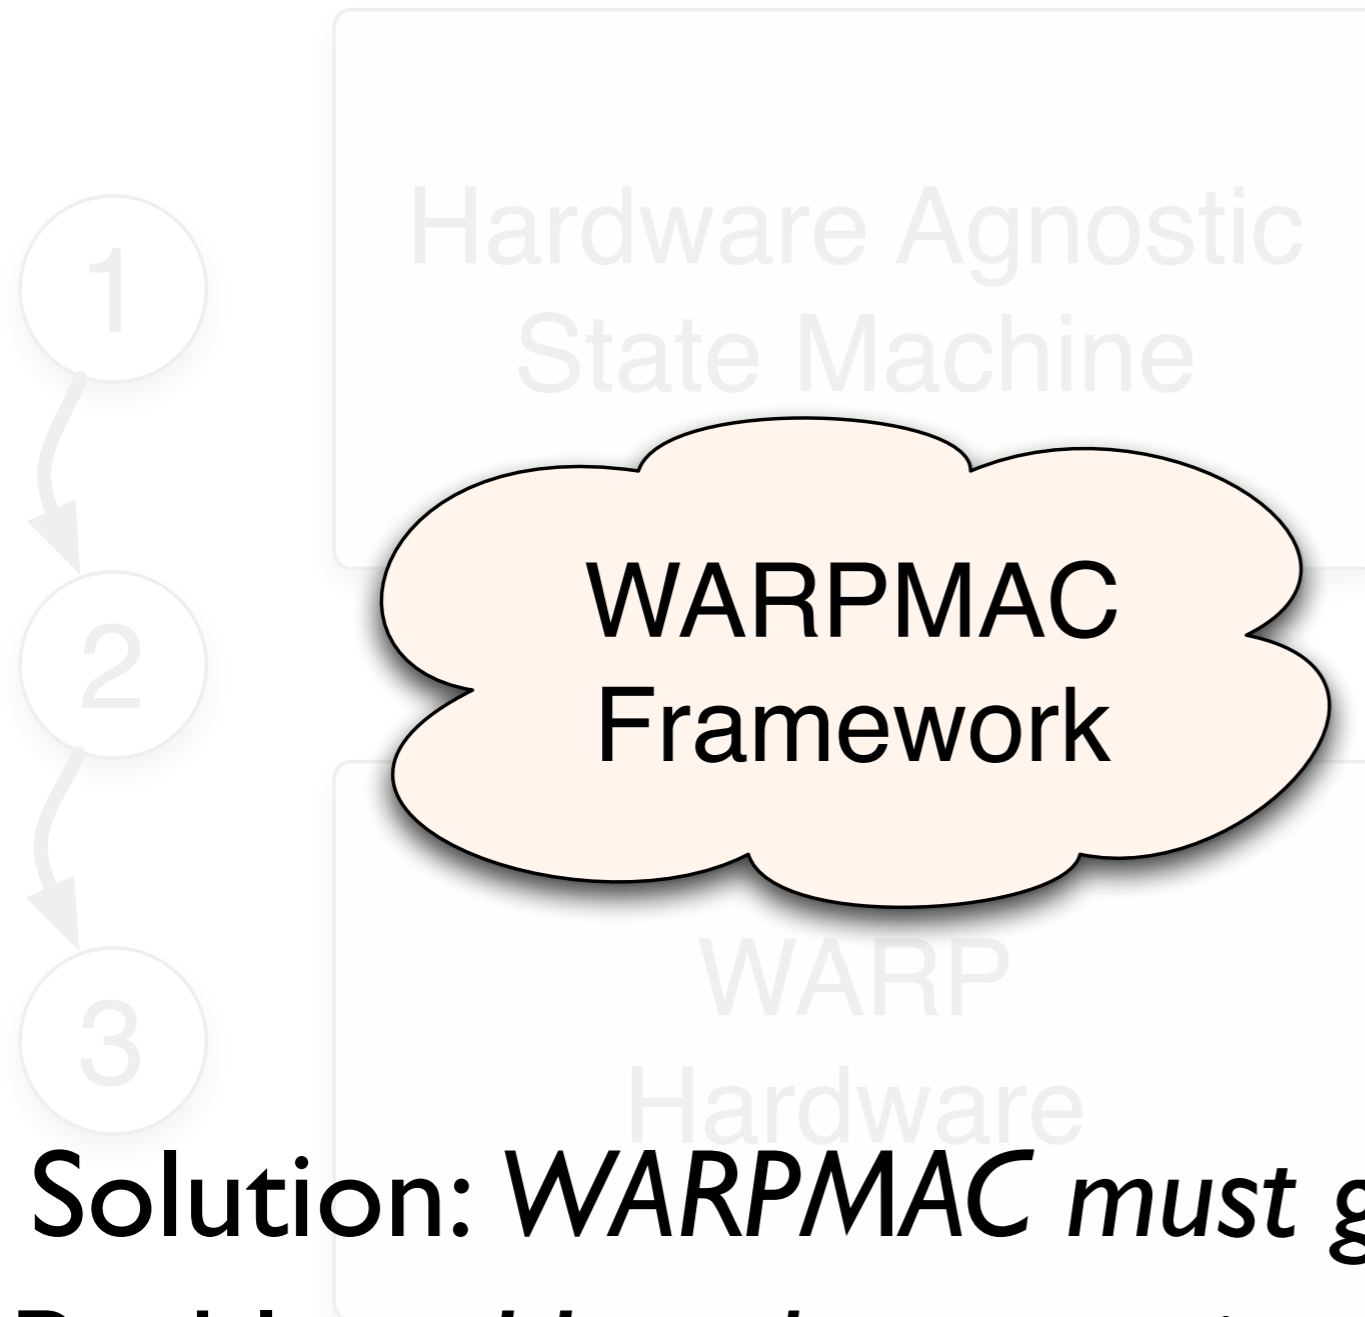 1
Hardware Agnostic
State Machine
2
WARPMAC
Framework
3
WARP
Hardware
Solution: WARPMAC must